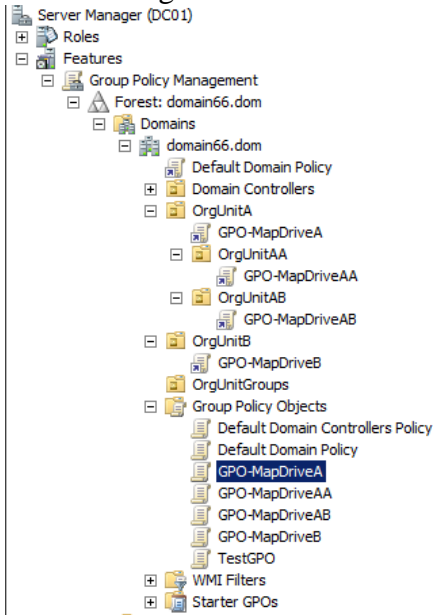 Server Manager (DC01)
Roles
Features
Group Policy Management
Forest: domain66.dom
Domains
domain66.dom
Default Domain Policy
Domain Controllers
OrgUnitA
GPO-MapDriveA
OrgUnitAA
GPO-MapDriveAA
OrgUnitAB
GPO-MapDriveAB
OrgUnitB
GPO-MapDriveB
OrgUnitGroups
Group Policy Objects
Default Domain Controllers Policy
Default Domain Policy
GPO-MapDriveA
GPO-MapDriveAA
GPO-MapDriveAB
GPO-MapDriveB
TestGPO
WMI Filters
Starter GPOs